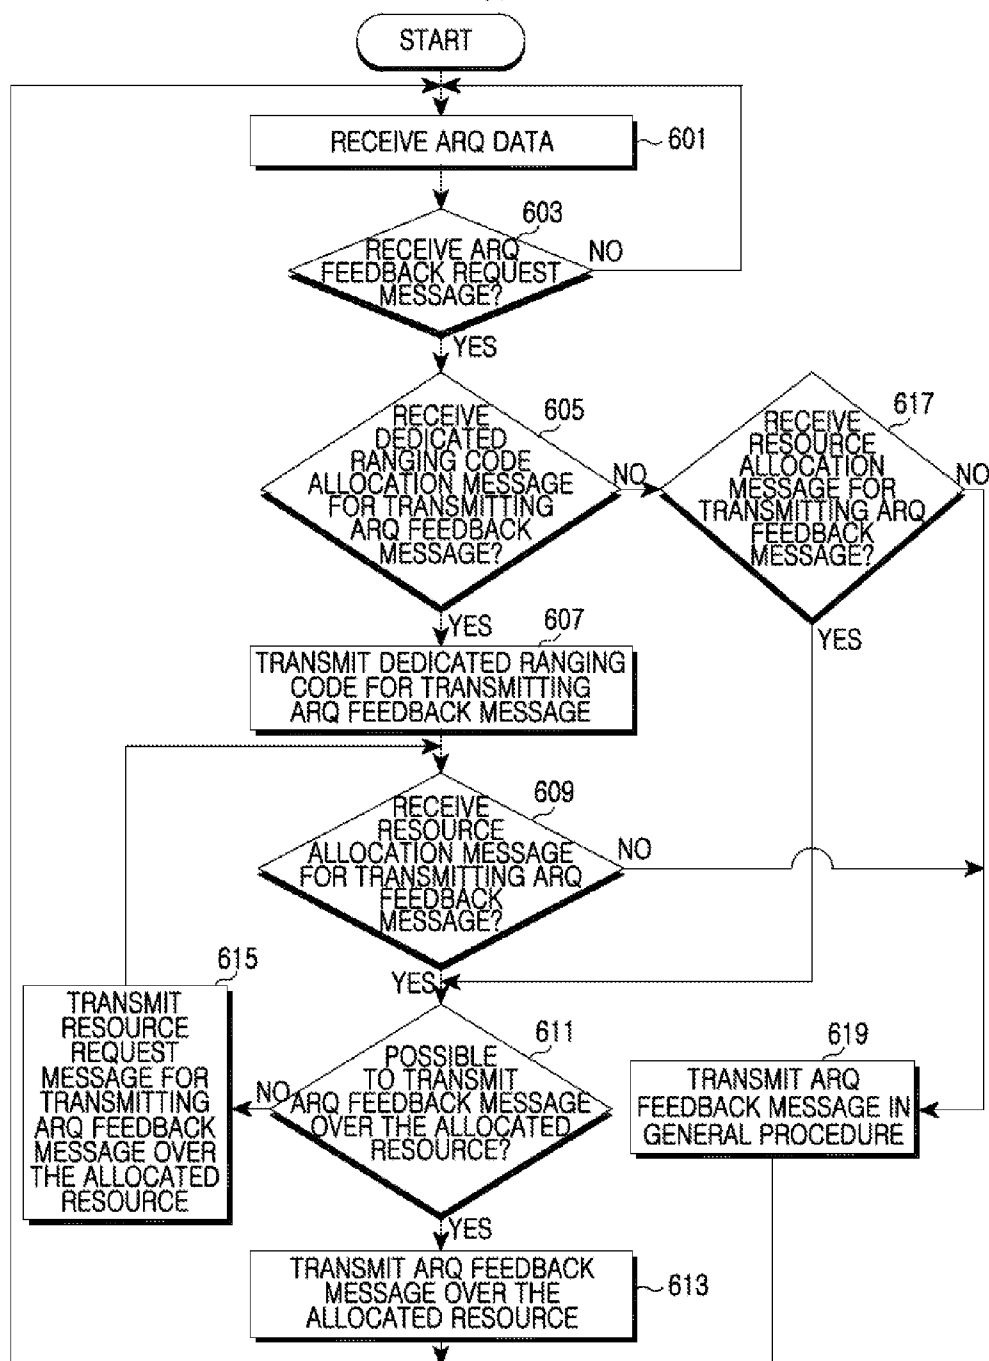 START
RECEIVE ARQ DATA
601
603
RECEIVE ARQ
FEEDBACK REQUEST
MESSAGE?
NO
YES
605
RECEIVE
DEDICATED
RANGING CODE
ALLOCATION MESSAGE
FOR TRANSMITTING
ARQ FEEDBACK
MESSAGE?
NO
YES
617
RECEIVE
RESOURCE
ALLOCATION
MESSAGE FOR
TRANSMITTING ARQ
FEEDBACK
MESSAGE?
NO
YES
607
TRANSMIT DEDICATED RANGING
CODE FOR TRANSMITTING
ARQ FEEDBACK MESSAGE
609
RECEIVE
RESOURCE
ALLOCATION MESSAGE
FOR TRANSMITTING ARQ
FEEDBACK
MESSAGE?
NO
YES
615
TRANSMIT
RESOURCE
REQUEST
MESSAGE FOR
TRANSMITTING
ARQ FEEDBACK
MESSAGE OVER
THE ALLOCATED
RESOURCE
611
POSSIBLE
TO TRANSMIT
ARQ FEEDBACK MESSAGE
OVER THE ALLOCATED
RESOURCE?
NO
YES
619
TRANSMIT ARQ
FEEDBACK MESSAGE IN
GENERAL PROCEDURE
TRANSMIT ARQ FEEDBACK
MESSAGE OVER THE
ALLOCATED RESOURCE
613